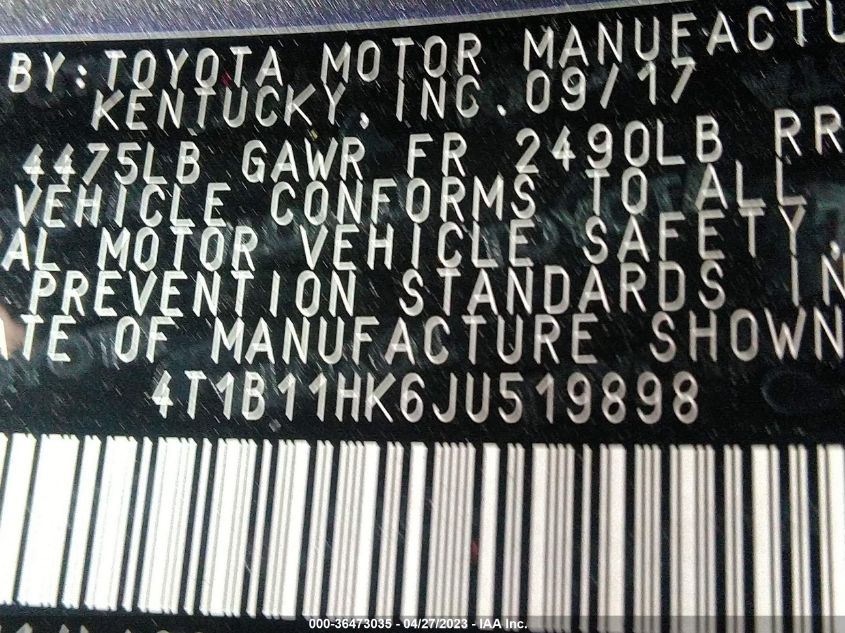 BY: TOYOTA MOTOR MANUFACTU
KENTUCKY, INC. 09/17
4475LB GAWR FR 2490LB RR
VEHICLE CONFORMS TO ALL
AL MOTOR VEHICLE SAFETY,
PREVENTION STANDARDS IN
ATE OF MANUFACTURE SHOWN
4T1B11HK6JU519898
000-36473035 - 04/27/2023 - IAA Inc.